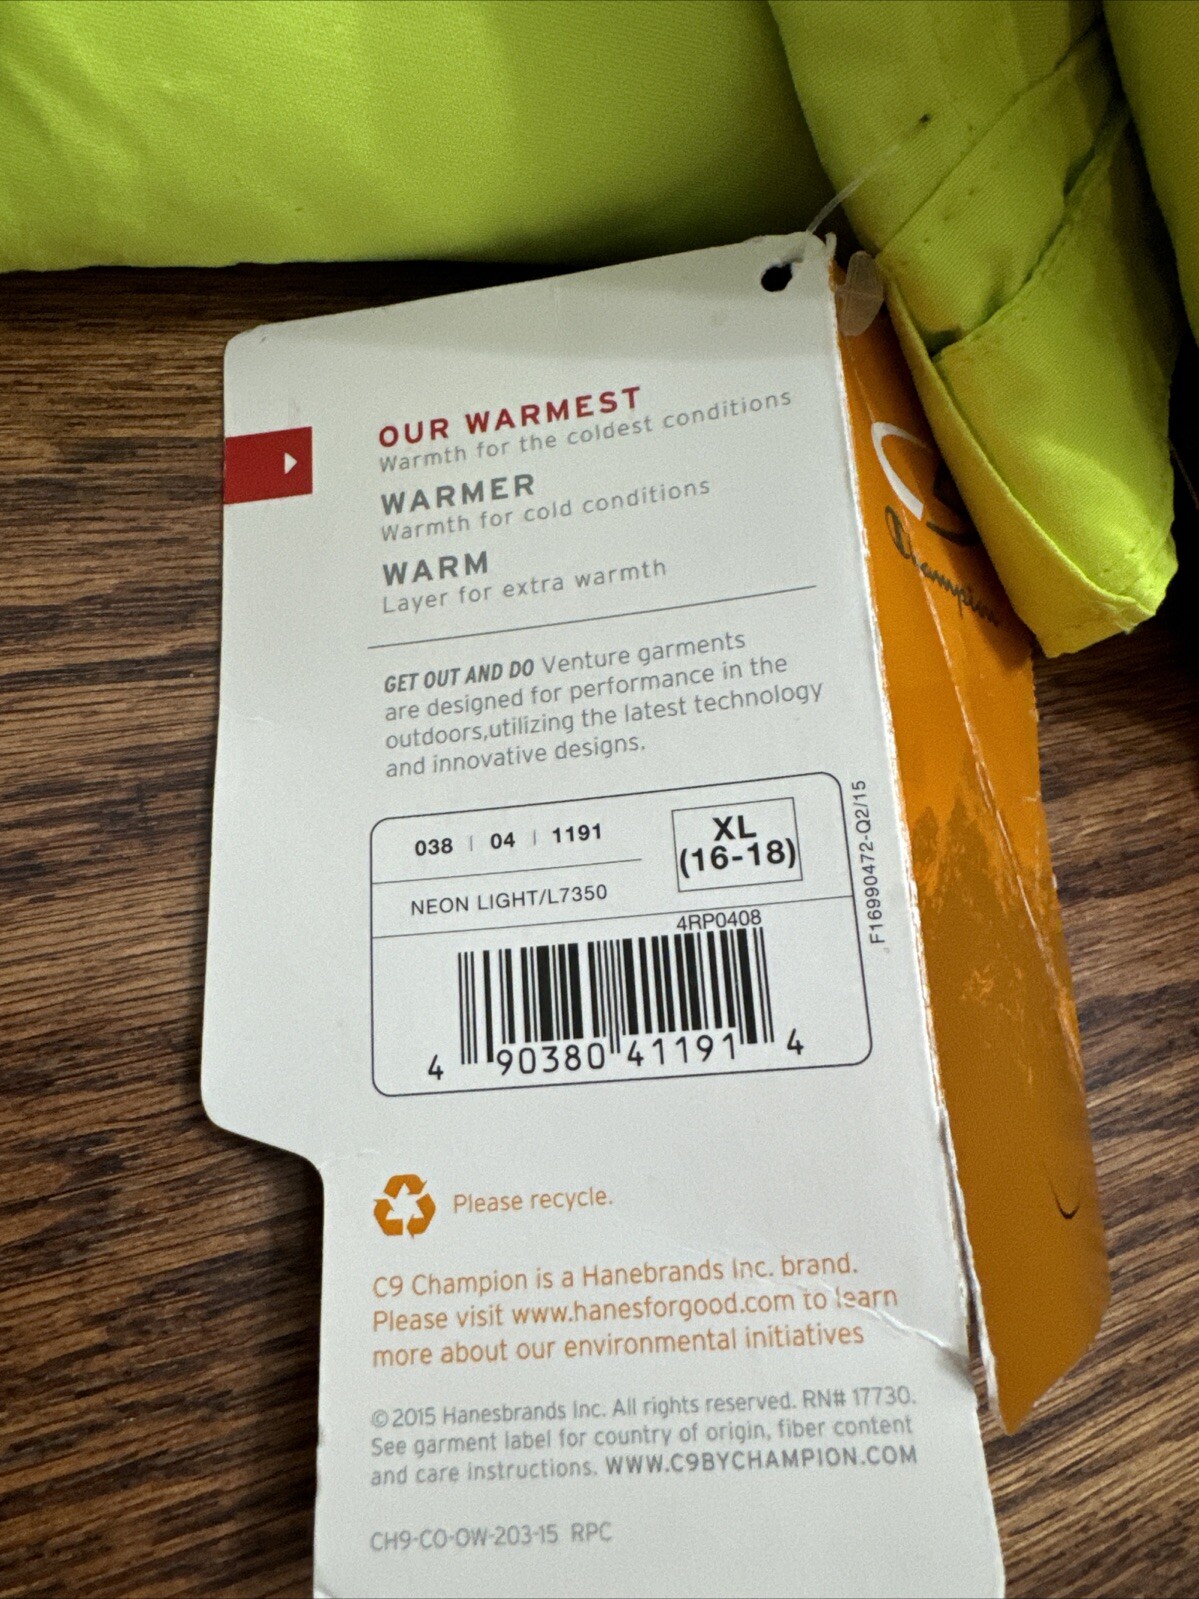 OUR WARMEST
Warmth for the coldest conditions
WARMER
Warmth for cold conditions
WARM
Layer for extra warmth
GET OUT AND DO Venture garments
are designed for performance in the
outdoors,utilizing the latest technology
and innovative designs.
038 | 04 | 1191
XL
(16-18)
NEON LIGHT/L7350
4RP0408
4 90380 41191 4
F16990472-Q2/15
Champion
Please recycle.
C9 Champion is a Hanebrands Inc. brand.
Please visit www.hanesforgood.com to learn
more about our environmental initiatives
©2015 Hanesbrands Inc. All rights reserved. RN# 17730.
See garment label for country of origin, fiber content
and care instructions. WWW.C9BYCHAMPION.COM
CH9-CO-OW-203-15 RPC